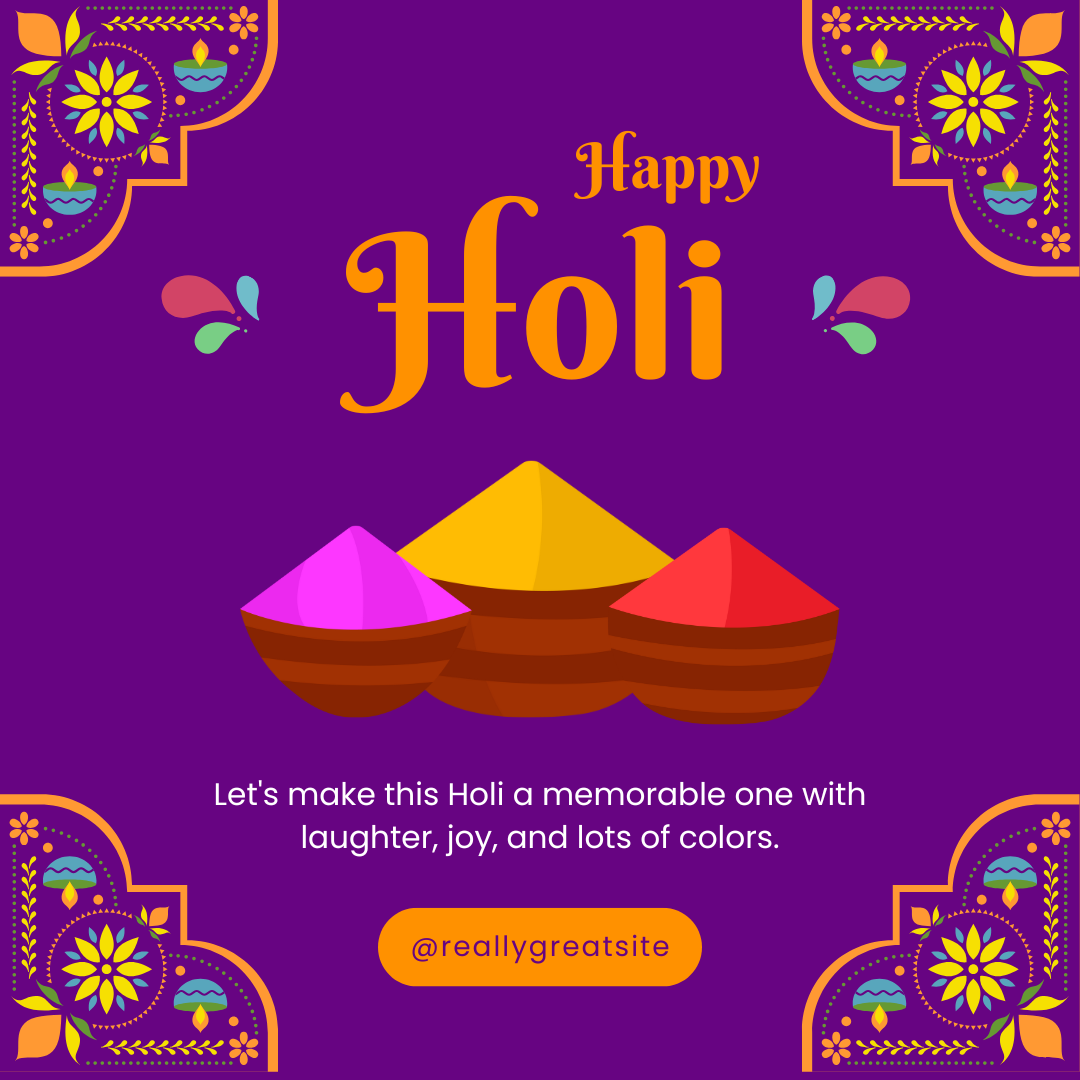 Happy
Holi
Let's make this Holi a memorable one with
laughter, joy, and lots of colors.
@reallygreatsite